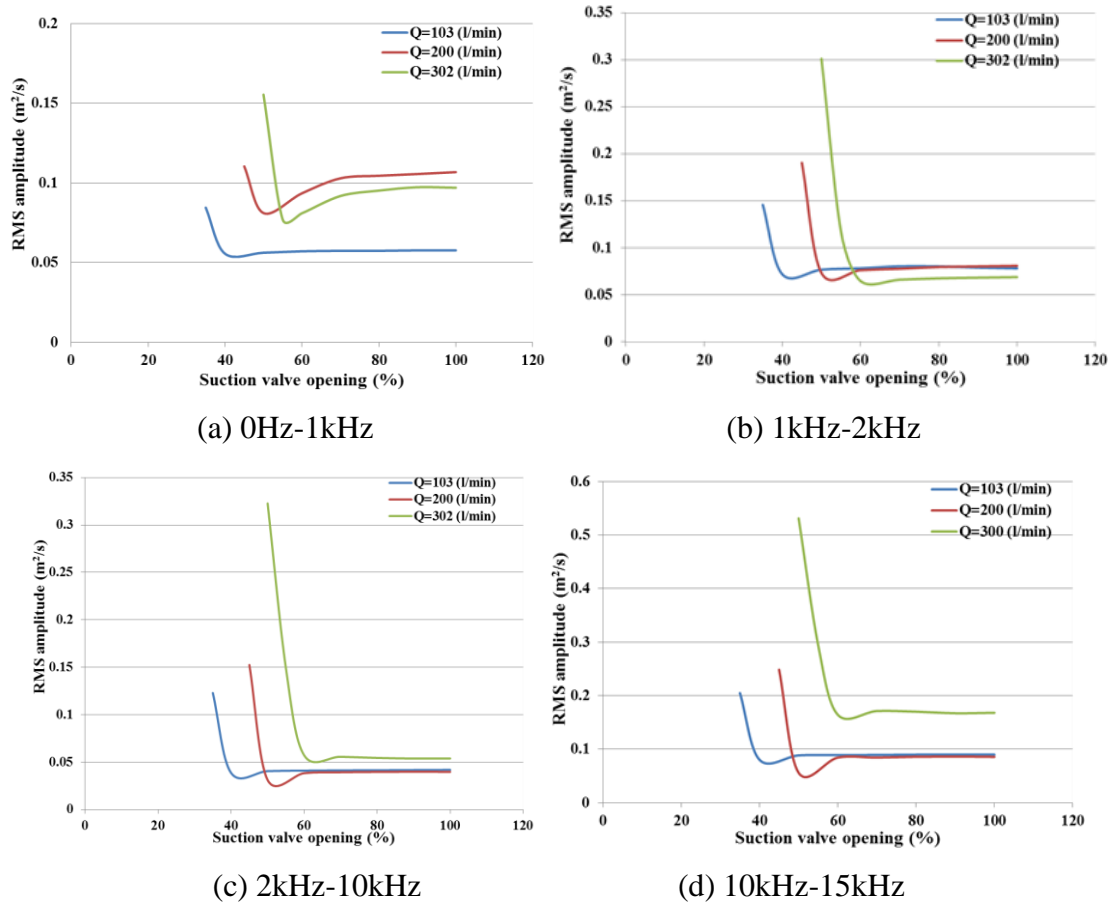 0.2
0.15
0.1
0.05
0
0 20 40 60 80 100 120
RMS amplitude (m²/s)
Suction valve opening (%)
Q=103 (l/min)
Q=200 (l/min)
Q=302 (l/min)
(a) 0Hz-1kHz
0.35
0.3
0.25
0.2
0.15
0.1
0.05
0
0 20 40 60 80 100 120
RMS amplitude (m²/s)
Suction valve opening (%)
Q=103 (l/min)
Q=200 (l/min)
Q=302 (l/min)
(b) 1kHz-2kHz
0.35
0.3
0.25
0.2
0.15
0.1
0.05
0
0 20 40 60 80 100 120
RMS amplitude (m²/s)
Suction valve opening (%)
Q=103 (l/min)
Q=200 (l/min)
Q=302 (l/min)
(c) 2kHz-10kHz
0.6
0.5
0.4
0.3
0.2
0.1
0
0 20 40 60 80 100 120
RMS amplitude (m²/s)
Suction valve opening (%)
Q=103 (l/min)
Q=200 (l/min)
Q=300 (l/min)
(d) 10kHz-15kHz